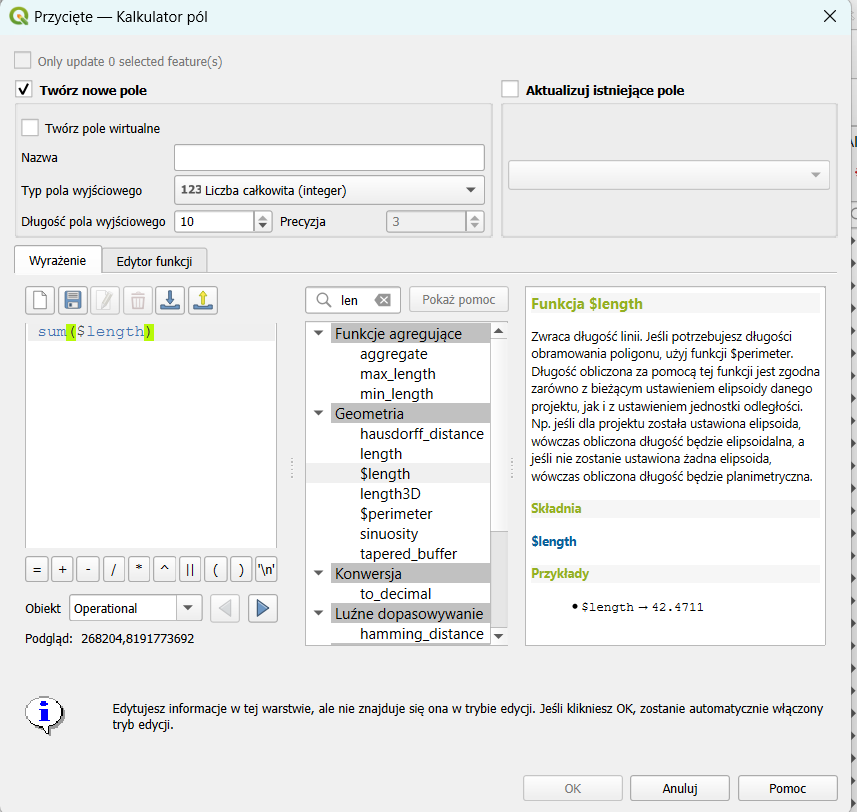 Przycięte — Kalkulator pól
Only update 0 selected feature(s)
Twórz nowe pole
Aktualizuj istniejące pole
Twórz pole wirtualne
Nazwa
Typ pola wyjściowego
123 Liczba całkowita (integer)
Długość pola wyjściowego
10
Precyzja
3
Wyrażenie
Edytor funkcji
sum($length)
= + - / * ^ || ( ) '\n'
Obiekt
Operational
Podgląd: 268204,8191773692
len
Pokaż pomoc
Funkcje agregujące
aggregate
max_length
min_length
Geometria
hausdorff_distance
length
$length
length3D
$perimeter
sinuosity
tapered_buffer
Konwersja
to_decimal
Luźne dopasowywanie
hamming_distance
Funkcja $length
Zwraca długość linii. Jeśli potrzebujesz długości
obramowania poligonu, użyj funkcji $perimeter.
Długość obliczona za pomocą tej funkcji jest zgodna
zarówno z bieżącym ustawieniem elipsoidy danego
projektu, jak i z ustawieniem jednostki odległości.
Np. jeśli dla projektu została ustawiona elipsoida,
wówczas obliczona długość będzie elipsoidalna, a
jeśli nie zostanie ustawiona żadna elipsoida,
wówczas obliczona długość będzie planimetryczna.
Składnia
$length
Przykłady
• $length → 42.4711
Edytujesz informacje w tej warstwie, ale nie znajduje się ona w trybie edycji. Jeśli klikniesz OK, zostanie automatycznie włączony
tryb edycji.
OK
Anuluj
Pomoc